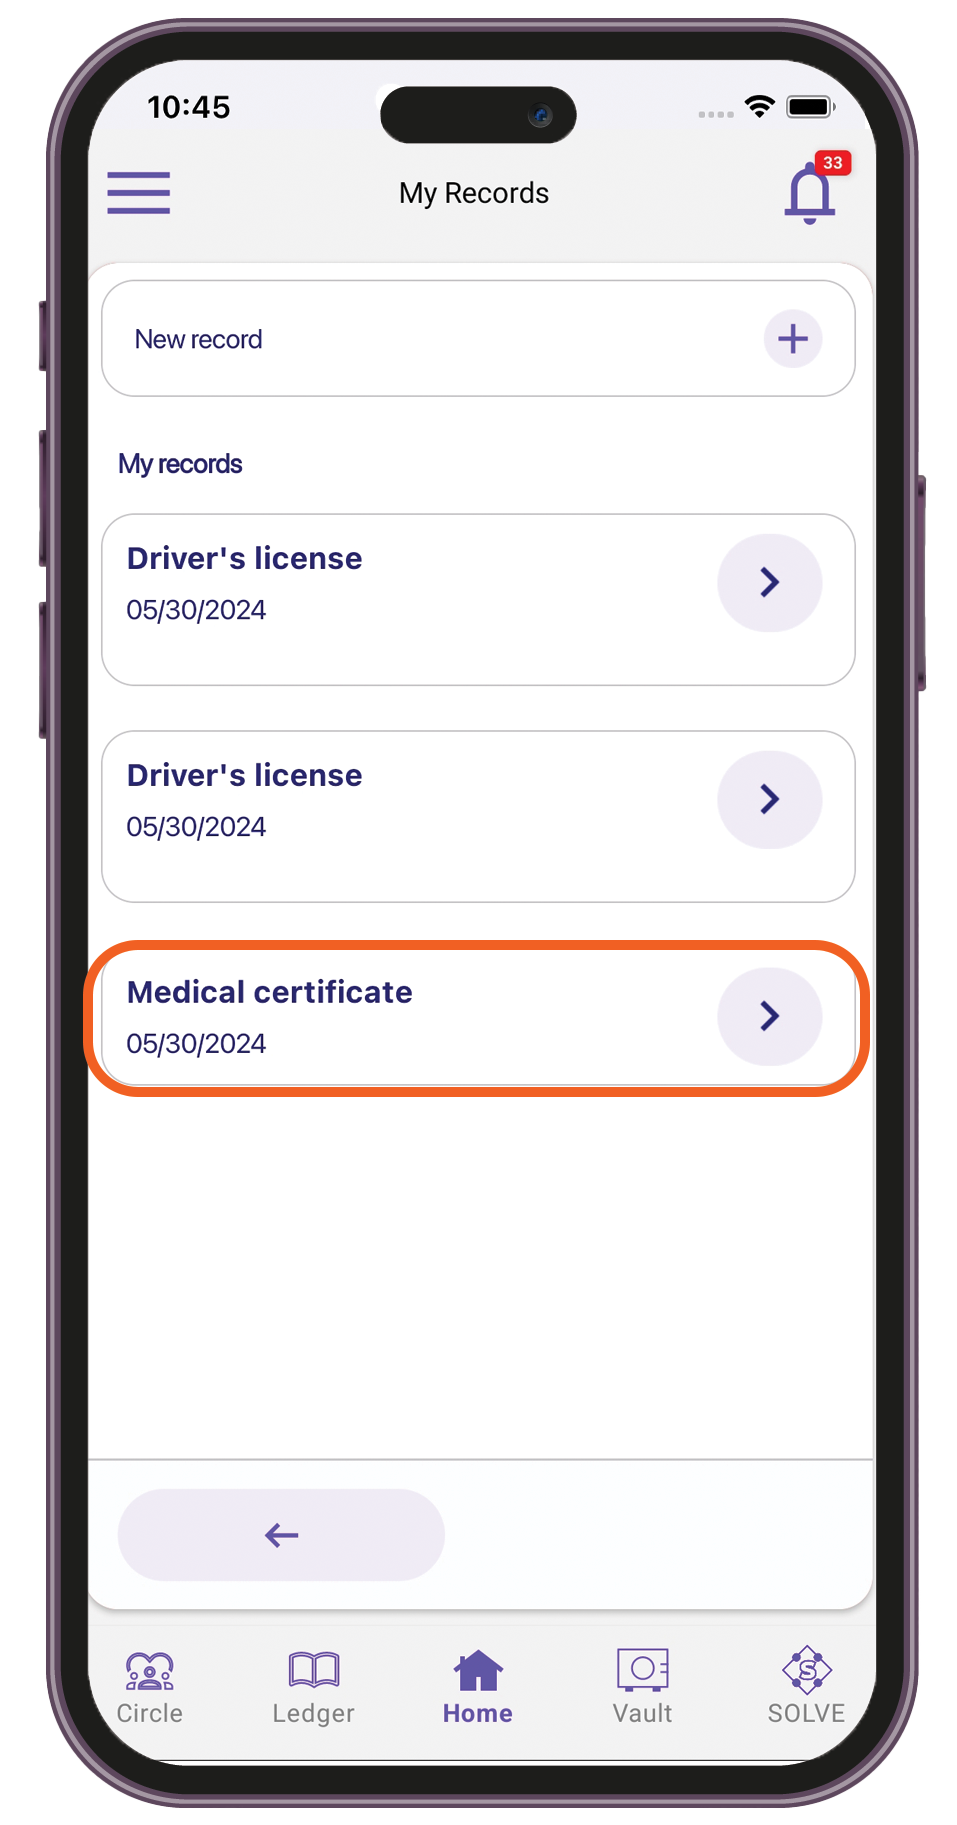 10:45
My Records
33
New record
My records
Driver's license
05/30/2024
Driver's license
05/30/2024
Medical certificate
05/30/2024
Circle
Ledger
Home
Vault
S
SOLVE